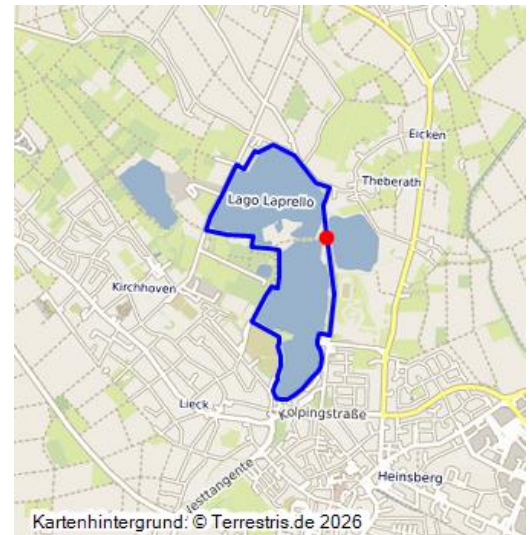 Eicken
Theberath
Lago Laprello
Kirchhoven
Lieck
Kolpingstraße
Heinsberg
Kartenhintergrund: © Terrestris.de 2026